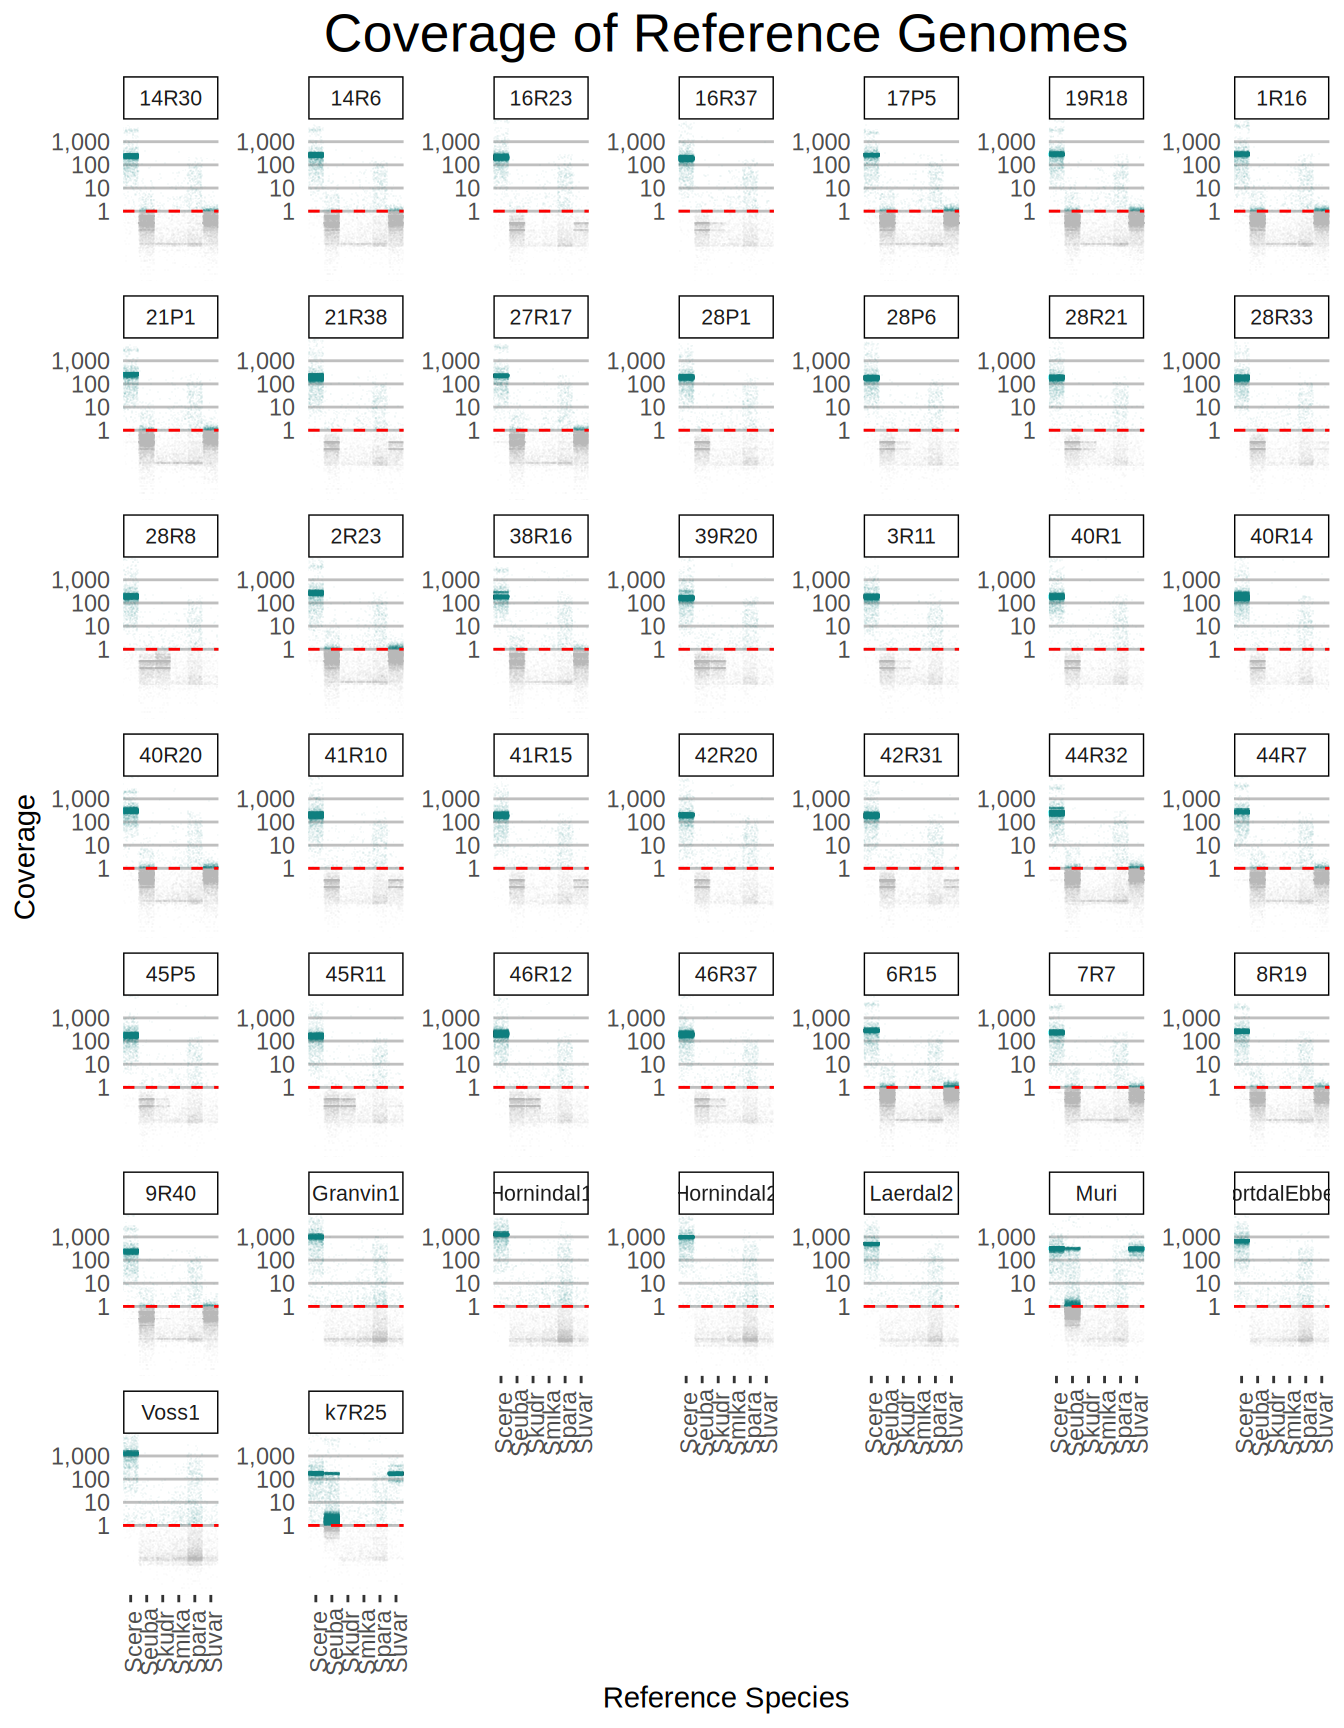 Coverage of Reference Genomes
14R30 14R6 16R23 16R37 17P5 19R18 1R16
1,000 1,000 1,000 1,000 1,000 1,000 1,000
100 100 100 100 100 100 100
10 10 10 10 10 10 10
1 1 1 1 1 1 1
21P1 21R38 27R17 28P1 28P6 28R21 28R33
1,000 1,000 1,000 1,000 1,000 1,000 1,000
100 100 100 100 100 100 100
10 10 10 10 10 10 10
1 1 1 1 1 1 1
28R8 2R23 38R16 39R20 3R11 40R1 40R14
1,000 1,000 1,000 1,000 1,000 1,000 1,000
100 100 100 100 100 100 100
10 10 10 10 10 10 10
1 1 1 1 1 1 1
40R20 41R10 41R15 42R20 42R31 44R32 44R7
1,000 1,000 1,000 1,000 1,000 1,000 1,000
100 100 100 100 100 100 100
10 10 10 10 10 10 10
1 1 1 1 1 1 1
Coverage
45P5 45R11 46R12 46R37 6R15 7R7 8R19
1,000 1,000 1,000 1,000 1,000 1,000 1,000
100 100 100 100 100 100 100
10 10 10 10 10 10 10
1 1 1 1 1 1 1
9R40 Granvin1 Hornindal1 Hornindal2 Laerdal2 Muri ortdalEbbe
1,000 1,000 1,000 1,000 1,000 1,000 1,000
100 100 100 100 100 100 100
10 10 10 10 10 10 10
1 1 1 1 1 1 1
Scere Seuba Skudr Smika Spara Suvar Scere Seuba Skudr Smika Spara Suvar Scere Seuba Skudr Smika Spara Suvar Scere Seuba Skudr Smika Spara Suvar Scere Seuba Skudr Smika Spara Suvar
Voss1 k7R25
1,000 1,000
100 100
10 10
1 1
Scere Seuba Skudr Smika Spara Suvar Scere Seuba Skudr Smika Spara Suvar
Reference Species